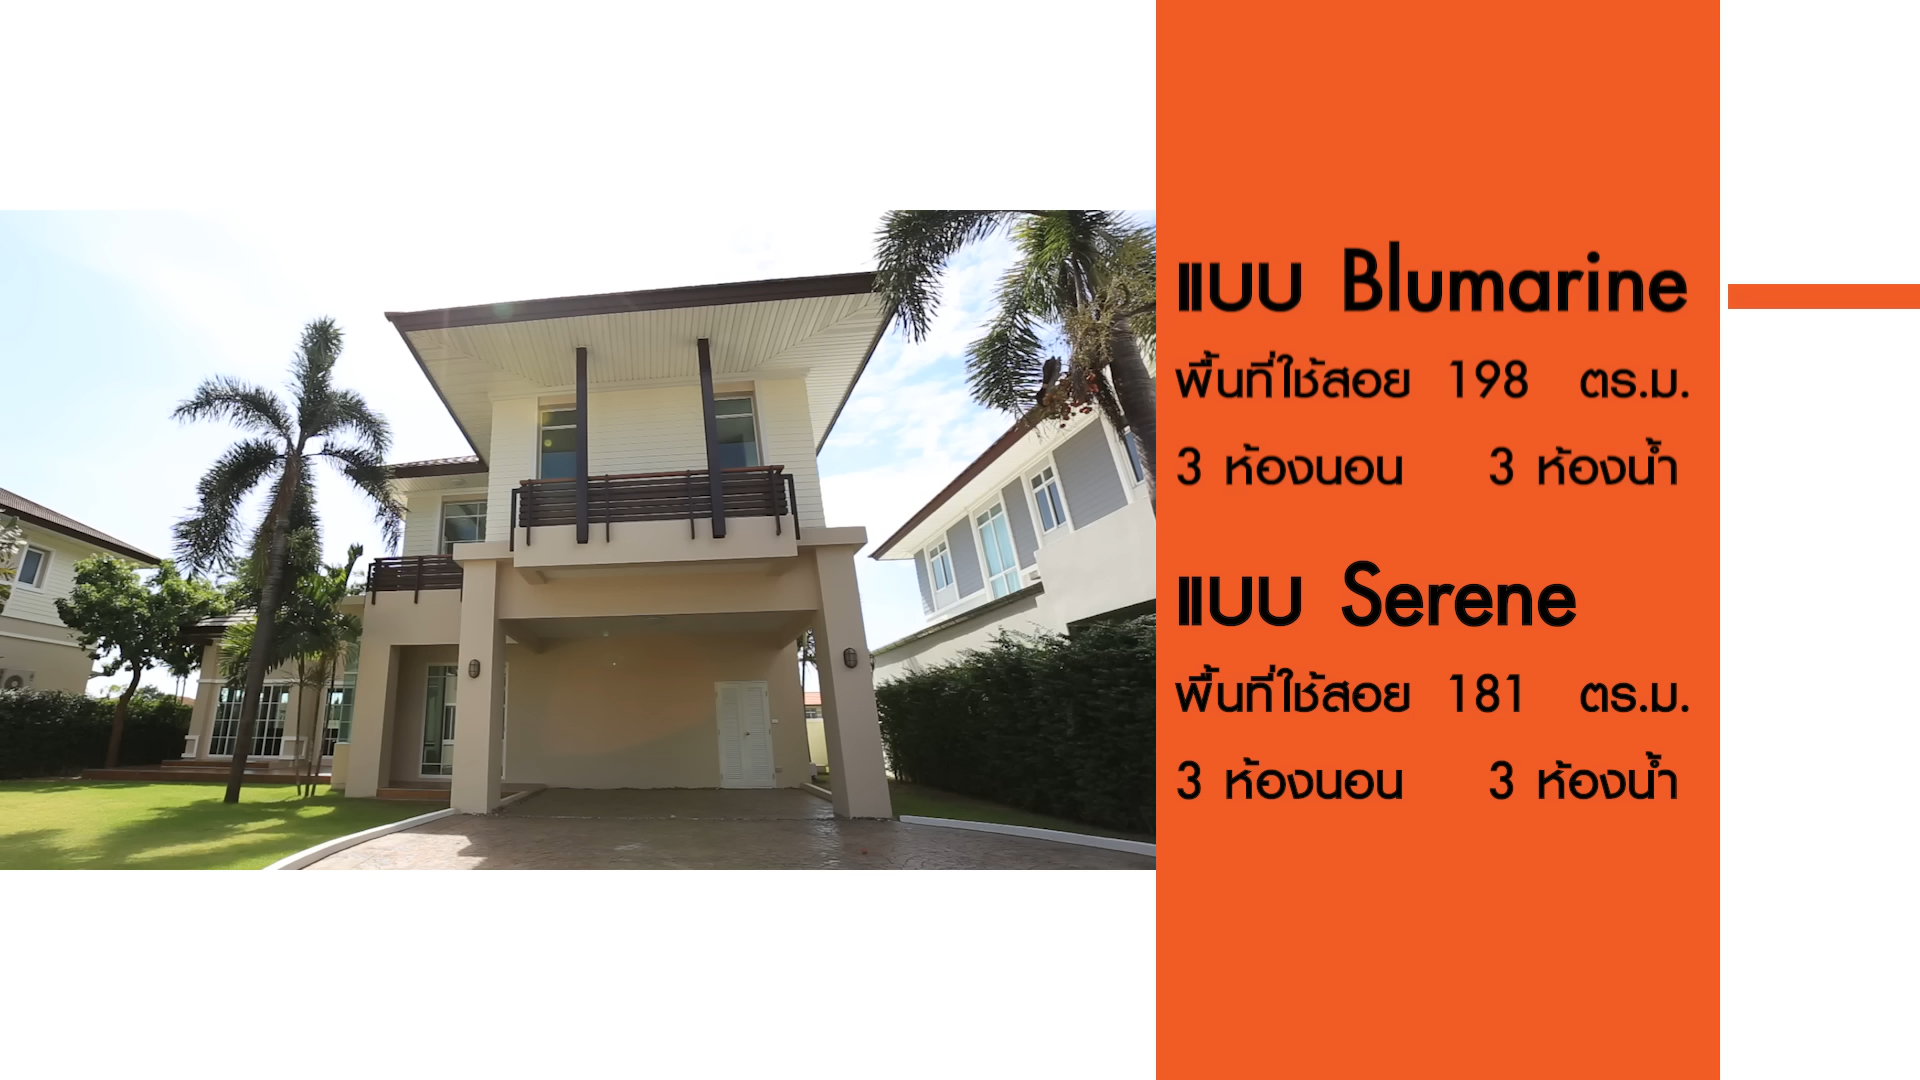 แบบ Blumarine
พื้นที่ใช้สอย 198 ตร.ม.
3 ห้องนอน 3 ห้องน้ำ
แบบ Serene
พื้นที่ใช้สอย 181 ตร.ม.
3 ห้องนอน 3 ห้องน้ำ